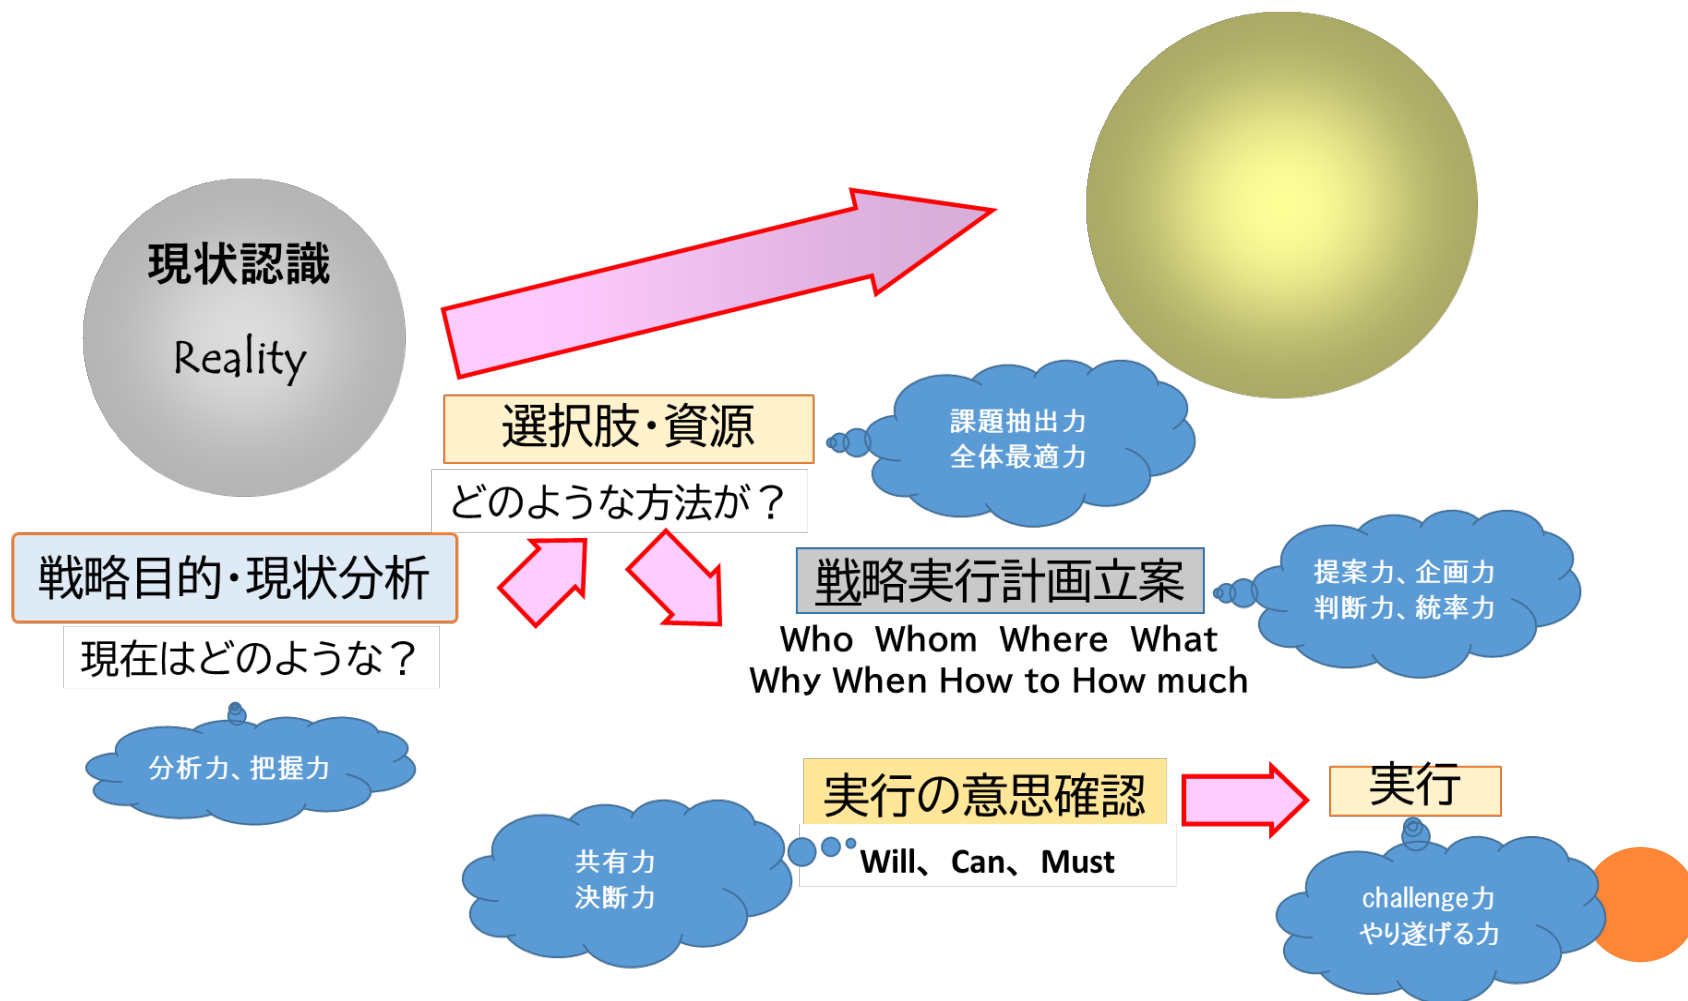 現状認識
Reality
選択肢・資源
どのような方法が？
課題抽出力
全体最適力
戦略目的・現状分析
現在はどのような？
分析力、把握力
戦略実行計画立案
Who Whom Where What
Why When How to How much
提案力、企画力
判断力、統率力
実行の意思確認
Will、Can、Must
共有力
決断力
実行
challenge力
やり遂げる力